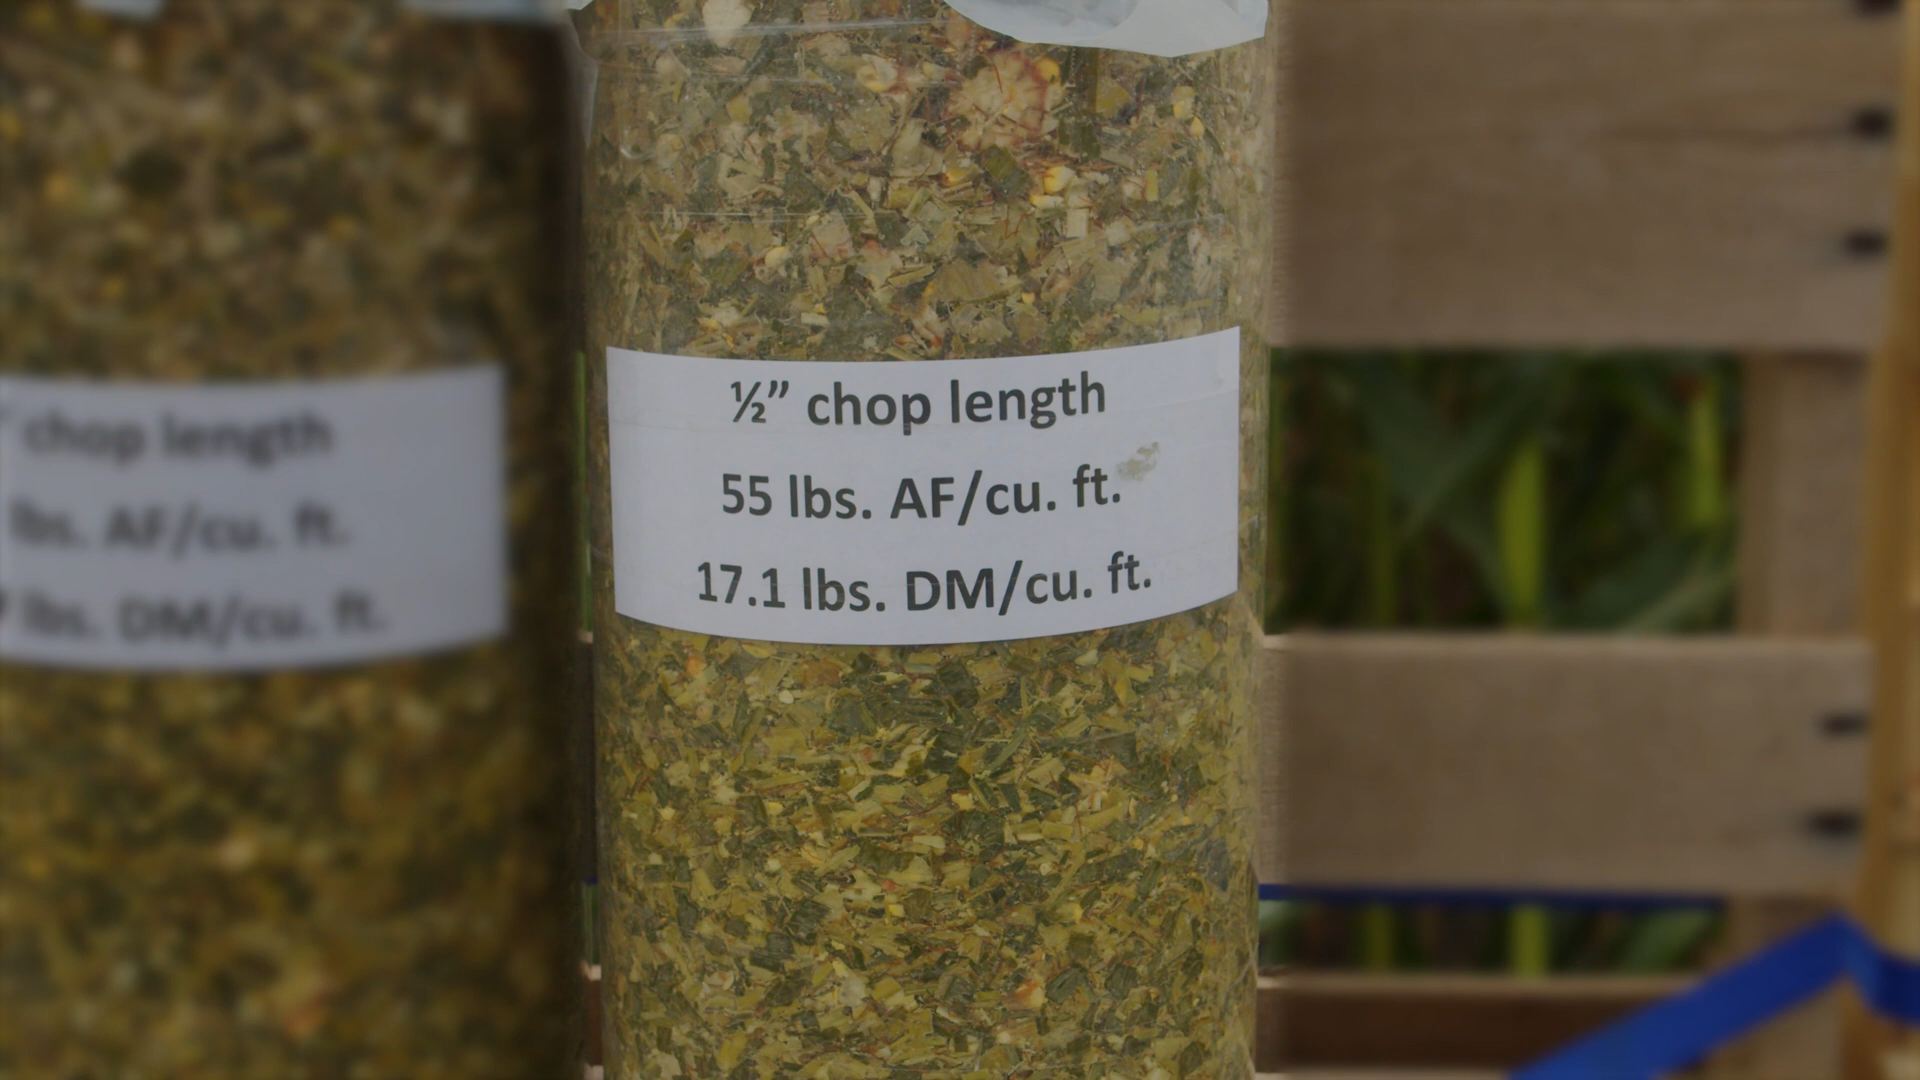 ½” chop length
55 lbs. AF/cu. ft.
17.1 lbs. DM/cu. ft.
chop length
lbs. AF/cu. ft.
lbs. DM/cu. ft.